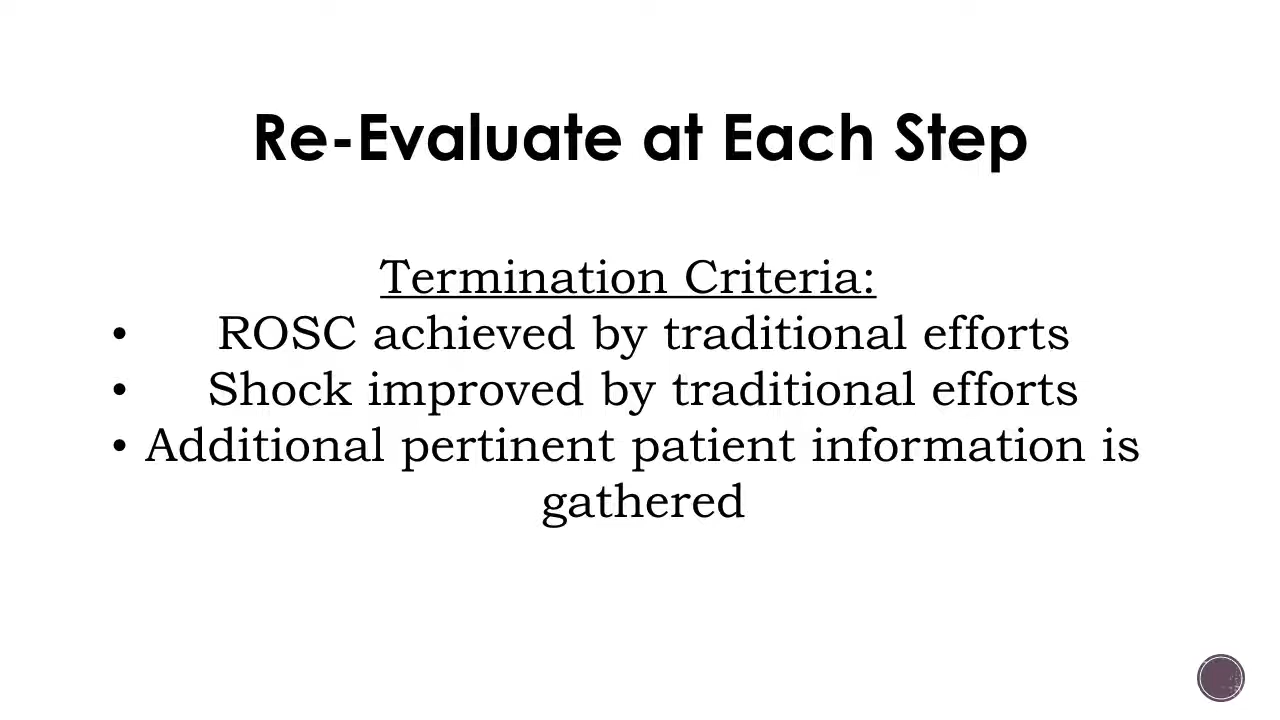 Re-Evaluate at Each Step
Termination Criteria:
• ROSC achieved by traditional efforts
• Shock improved by traditional efforts
• Additional pertinent patient information is
gathered